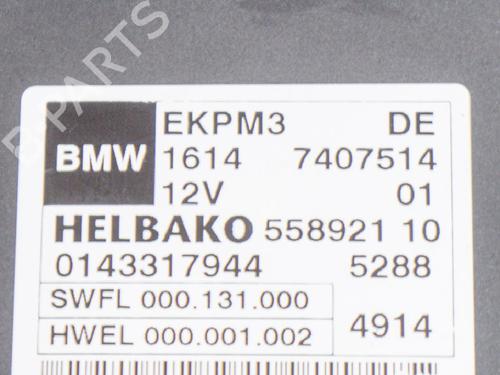 B-PARTS
BMW
EKPM3 DE
1614 7407514
12V 01
HELBAKO 558921 10
0143317944 5288
SWFL 000.131.000
HWEL 000.001.002
4914